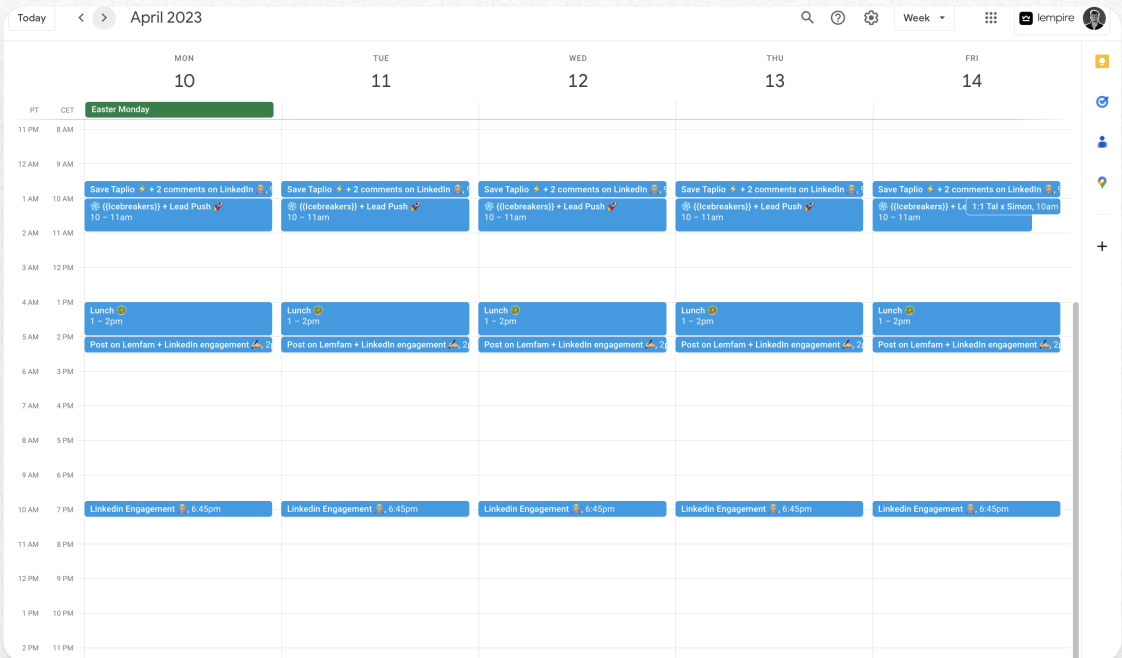 Today
April 2023
Week
lempire
MON
10
TUE
11
WED
12
THU
13
FRI
14
PT CET
Easter Monday
11 PM 8 AM
12 AM 9 AM
Save Taplio ⚡ + 2 comments on LinkedIn
Save Taplio ⚡ + 2 comments on LinkedIn
Save Taplio ⚡ + 2 comments on LinkedIn
Save Taplio ⚡ + 2 comments on LinkedIn
Save Taplio ⚡ + 2 comments on LinkedIn
1 AM 10 AM
{{Icebreakers}} + Lead Push 🚀
10 – 11am
{{Icebreakers}} + Lead Push 🚀
10 – 11am
{{Icebreakers}} + Lead Push 🚀
10 – 11am
{{Icebreakers}} + Lead Push 🚀
10 – 11am
{{Icebreakers}} + Le
10 – 11am
1:1 Tal x Simon, 10am
2 AM 11 AM
3 AM 12 PM
4 AM 1 PM
Lunch
1 – 2pm
Lunch
1 – 2pm
Lunch
1 – 2pm
Lunch
1 – 2pm
Lunch
1 – 2pm
5 AM 2 PM
Post on Lemfam + LinkedIn engagement ✍🏼, 2p
Post on Lemfam + LinkedIn engagement ✍🏼, 2p
Post on Lemfam + LinkedIn engagement ✍🏼, 2p
Post on Lemfam + LinkedIn engagement ✍🏼, 2p
Post on Lemfam + LinkedIn engagement ✍🏼, 2p
6 AM 3 PM
7 AM 4 PM
8 AM 5 PM
9 AM 6 PM
10 AM 7 PM
Linkedin Engagement, 6:45pm
Linkedin Engagement, 6:45pm
Linkedin Engagement, 6:45pm
Linkedin Engagement, 6:45pm
Linkedin Engagement, 6:45pm
11 AM 8 PM
12 PM 9 PM
1 PM 10 PM
2 PM 11 PM